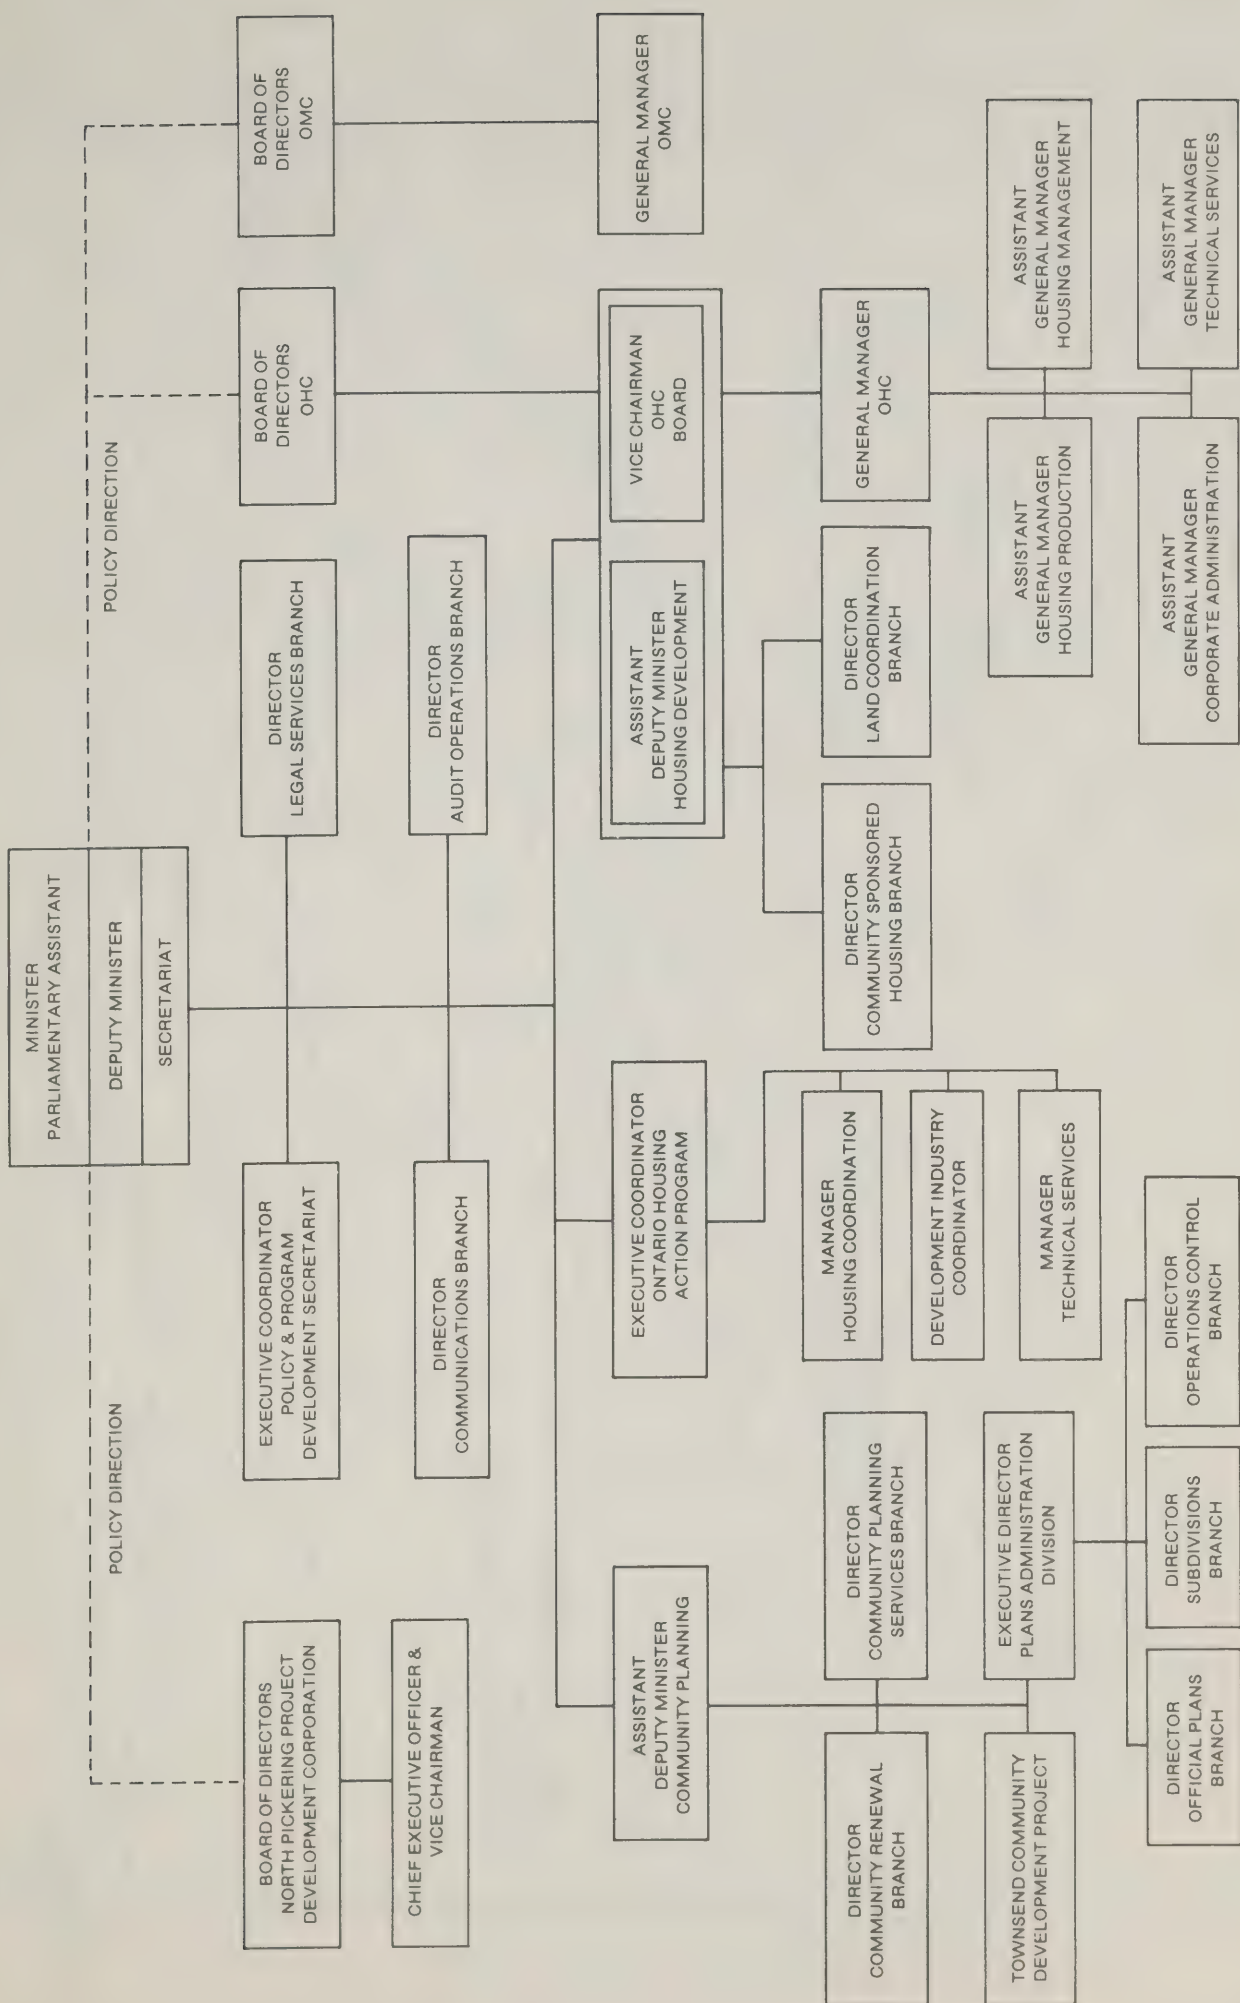 MINISTER
PARLIAMENTARY ASSISTANT
DEPUTY MINISTER
SECRETARIAT
POLICY DIRECTION
POLICY DIRECTION
BOARD OF DIRECTORS
NORTH PICKERING PROJECT
DEVELOPMENT CORPORATION
CHIEF EXECUTIVE OFFICER &
VICE CHAIRMAN
EXECUTIVE COORDINATOR
POLICY & PROGRAM
DEVELOPMENT SECRETARIAT
DIRECTOR
LEGAL SERVICES BRANCH
BOARD OF
DIRECTORS
OHC
BOARD OF
DIRECTORS
OMC
DIRECTOR
COMMUNICATIONS BRANCH
DIRECTOR
AUDIT OPERATIONS BRANCH
ASSISTANT
DEPUTY MINISTER
COMMUNITY PLANNING
EXECUTIVE COORDINATOR
ONTARIO HOUSING
ACTION PROGRAM
ASSISTANT
DEPUTY MINISTER
HOUSING DEVELOPMENT
VICE CHAIRMAN
OHC
BOARD
GENERAL MANAGER
OMC
DIRECTOR
COMMUNITY RENEWAL
BRANCH
DIRECTOR
COMMUNITY PLANNING
SERVICES BRANCH
TOWNSEND COMMUNITY
DEVELOPMENT PROJECT
EXECUTIVE DIRECTOR
PLANS ADMINISTRATION
DIVISION
DIRECTOR
OFFICIAL PLANS
BRANCH
DIRECTOR
SUBDIVISIONS
BRANCH
DIRECTOR
OPERATIONS CONTROL
BRANCH
MANAGER
HOUSING COORDINATION
DEVELOPMENT INDUSTRY
COORDINATOR
MANAGER
TECHNICAL SERVICES
DIRECTOR
COMMUNITY SPONSORED
HOUSING BRANCH
DIRECTOR
LAND COORDINATION
BRANCH
GENERAL MANAGER
OHC
ASSISTANT
GENERAL MANAGER
HOUSING PRODUCTION
ASSISTANT
GENERAL MANAGER
HOUSING MANAGEMENT
ASSISTANT
GENERAL MANAGER
CORPORATE ADMINISTRATION
ASSISTANT
GENERAL MANAGER
TECHNICAL SERVICES